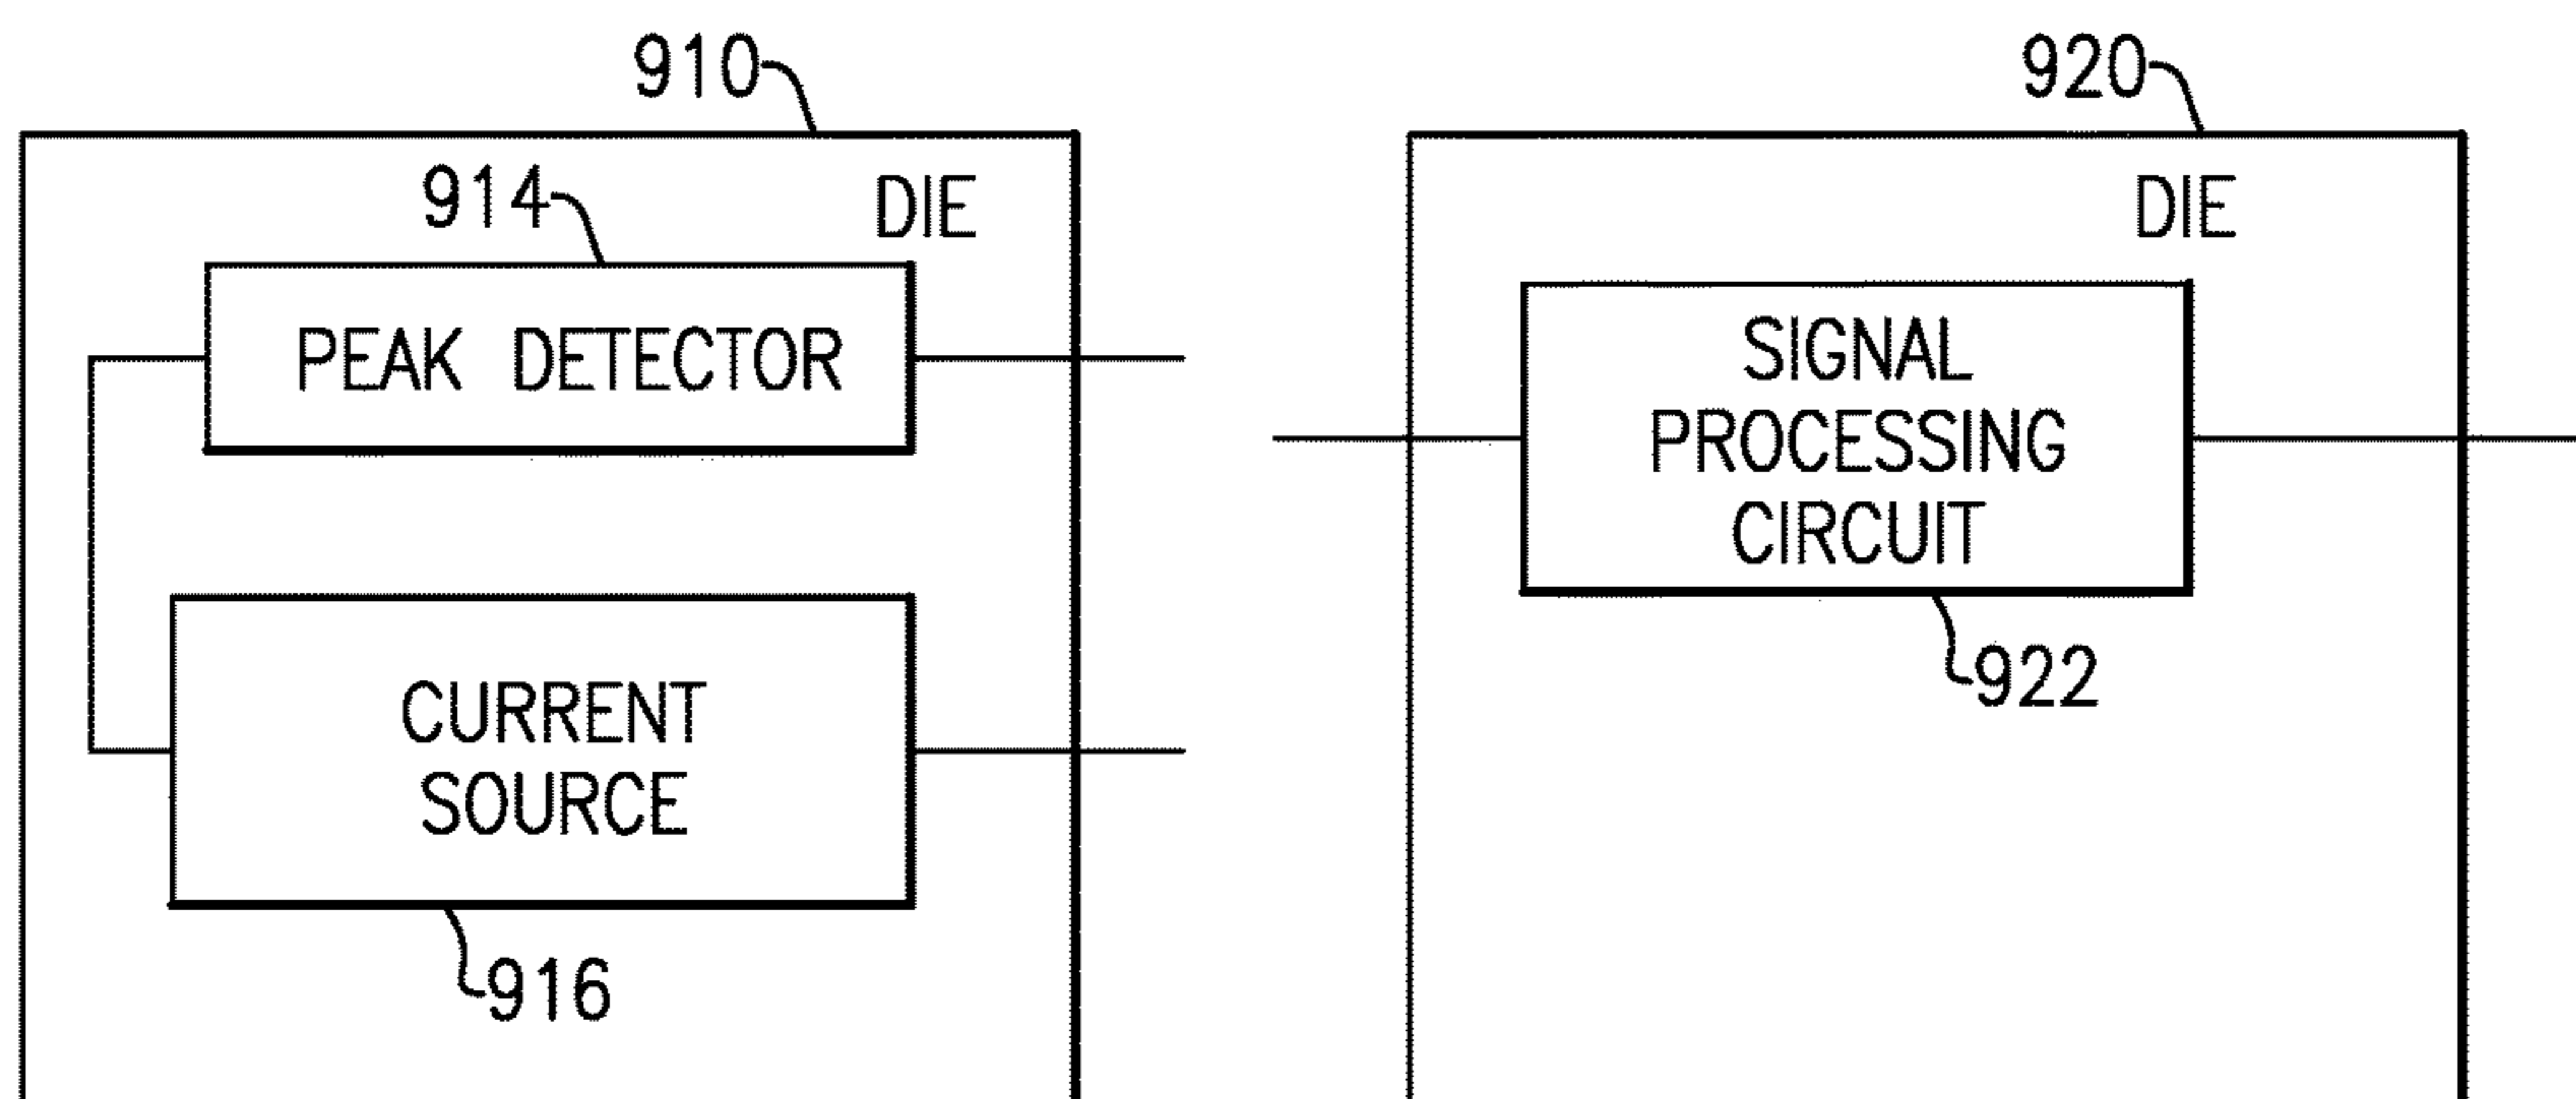 910
914
DIE
PEAK DETECTOR
CURRENT
SOURCE
916
920
DIE
SIGNAL
PROCESSING
CIRCUIT
922